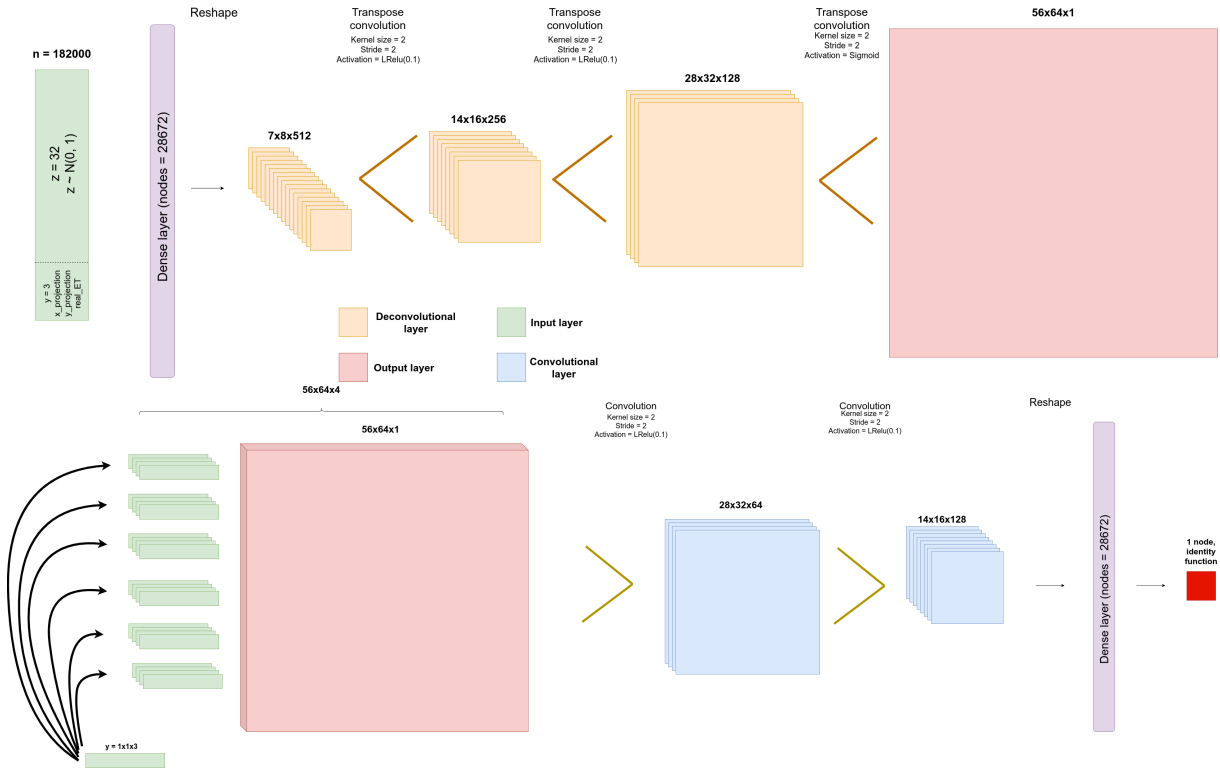 Reshape
Transpose
convolution
Kernel size = 2
Stride = 2
Activation = LRelu(0.1)
Transpose
convolution
Kernel size = 2
Stride = 2
Activation = LRelu(0.1)
Transpose
convolution
Kernel size = 2
Stride = 2
Activation = Sigmoid
56x64x1
n = 182000
z = 32
z ~ N(0, 1)
y = 3
x_projection
y_projection
real_ET
Dense layer (nodes = 28672)
7x8x512
14x16x256
28x32x128
Deconvolutional
layer
Input layer
Output layer
Convolutional
layer
56x64x4
56x64x1
Convolution
Kernel size = 2
Stride = 2
Activation = LRelu(0.1)
Convolution
Kernel size = 2
Stride = 2
Activation = LRelu(0.1)
Reshape
28x32x64
14x16x128
Dense layer (nodes = 28672)
1 node,
identity
function
y = 1x1x3